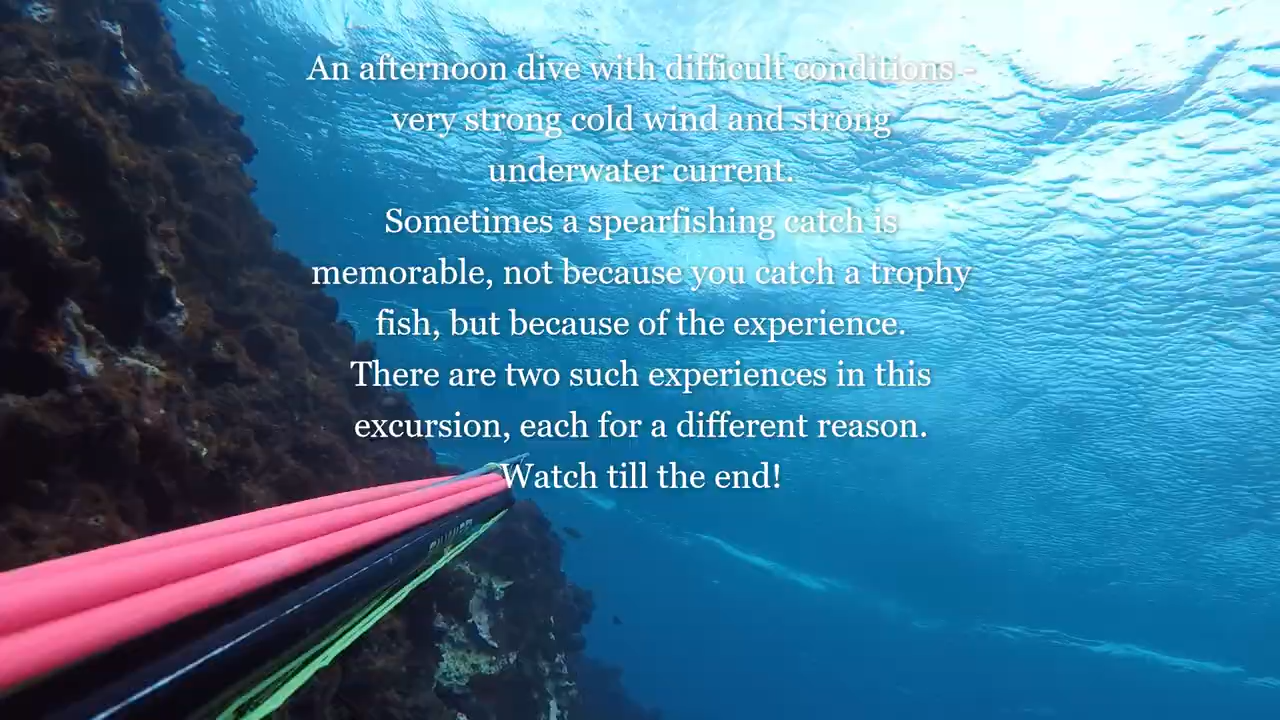 An afternoon dive with difficult conditions -
very strong cold wind and strong
underwater current.
Sometimes a spearfishing catch is
memorable, not because you catch a trophy
fish, but because of the experience.
There are two such experiences in this
excursion, each for a different reason.
Watch till the end!